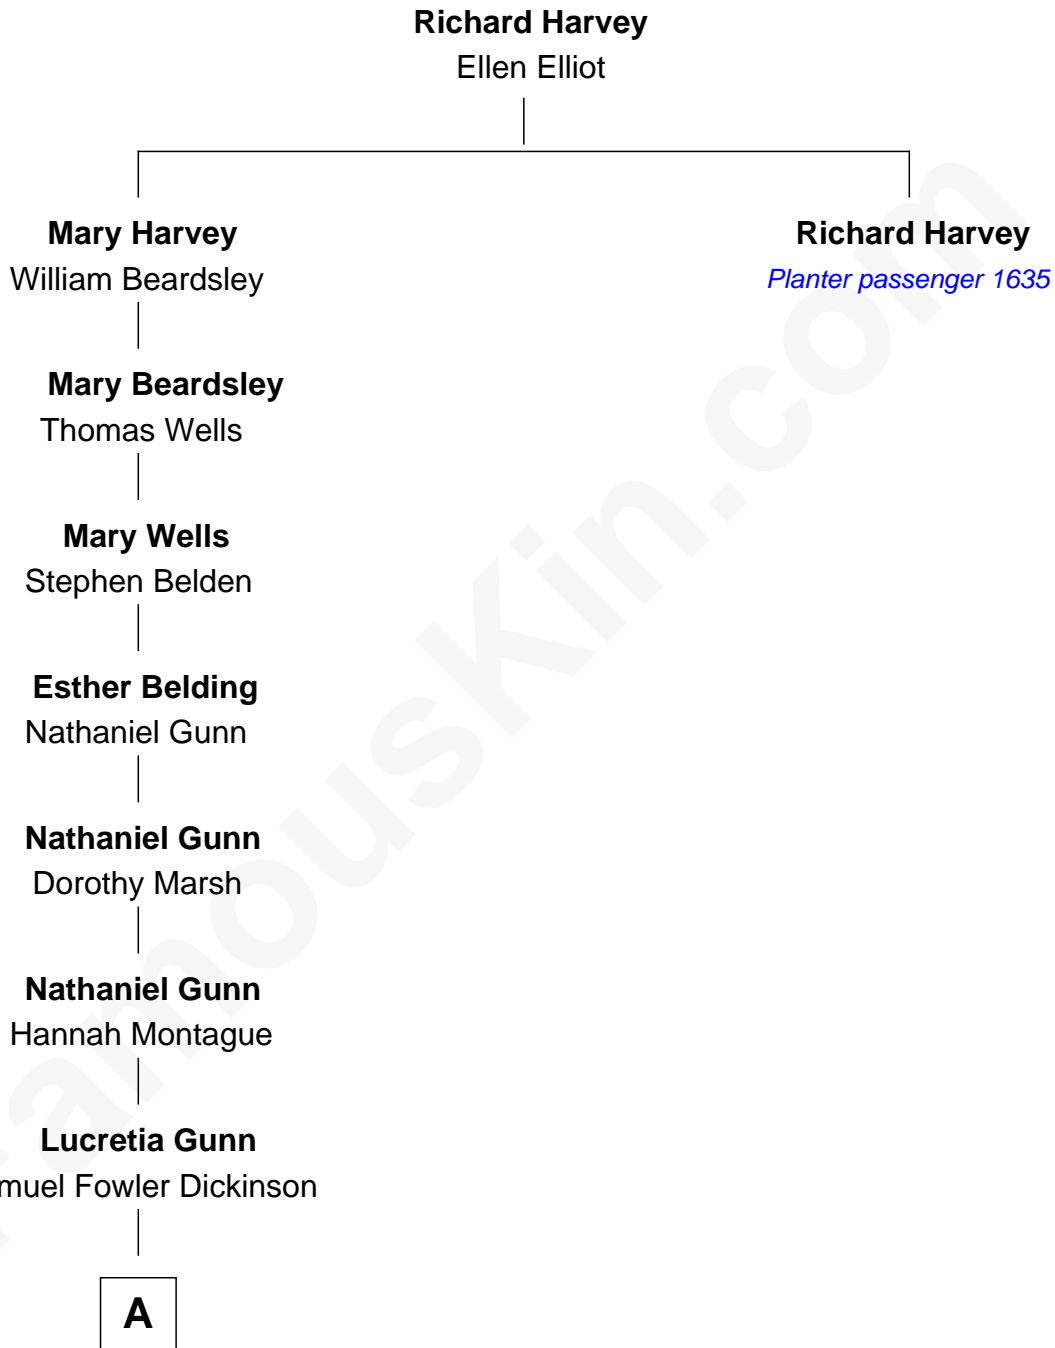 Richard Harvey
Ellen Elliot
Mary Harvey
William Beardsley
Richard Harvey
Planter passenger 1635
Mary Beardsley
Thomas Wells
Mary Wells
Stephen Belden
Esther Belding
Nathaniel Gunn
Nathaniel Gunn
Dorothy Marsh
Nathaniel Gunn
Hannah Montague
Lucretia Gunn
muel Fowler Dickinson
A
FamousKin.com